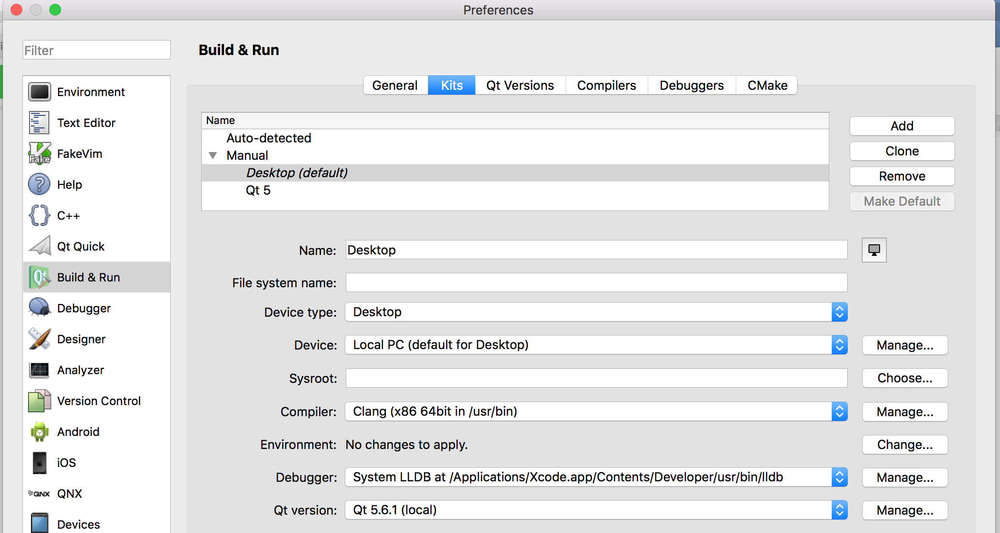 Preferences
Filter
Build & Run
General Kits Qt Versions Compilers Debuggers CMake
Environment
Text Editor
FakeVim
Help
C++
Qt Quick
Build & Run
Debugger
Designer
Analyzer
Version Control
Android
iOS
QNX QNX
Devices
Name
Auto-detected
Manual
Desktop (default)
Qt 5
Add
Clone
Remove
Make Default
Name: Desktop
File system name:
Device type: Desktop
Device: Local PC (default for Desktop) Manage...
Sysroot: Choose...
Compiler: Clang (x86 64bit in /usr/bin) Manage...
Environment: No changes to apply. Change...
Debugger: System LLDB at /Applications/Xcode.app/Contents/Developer/usr/bin/lldb Manage...
Qt version: Qt 5.6.1 (local) Manage...